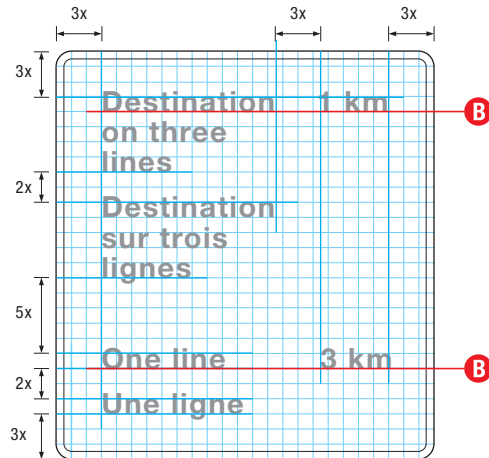 3x 3x 3x
3x
Destination 1 km
B
on three
lines
2x
Destination
sur trois
lignes
5x
One line 3 km
B
2x
Une ligne
3x